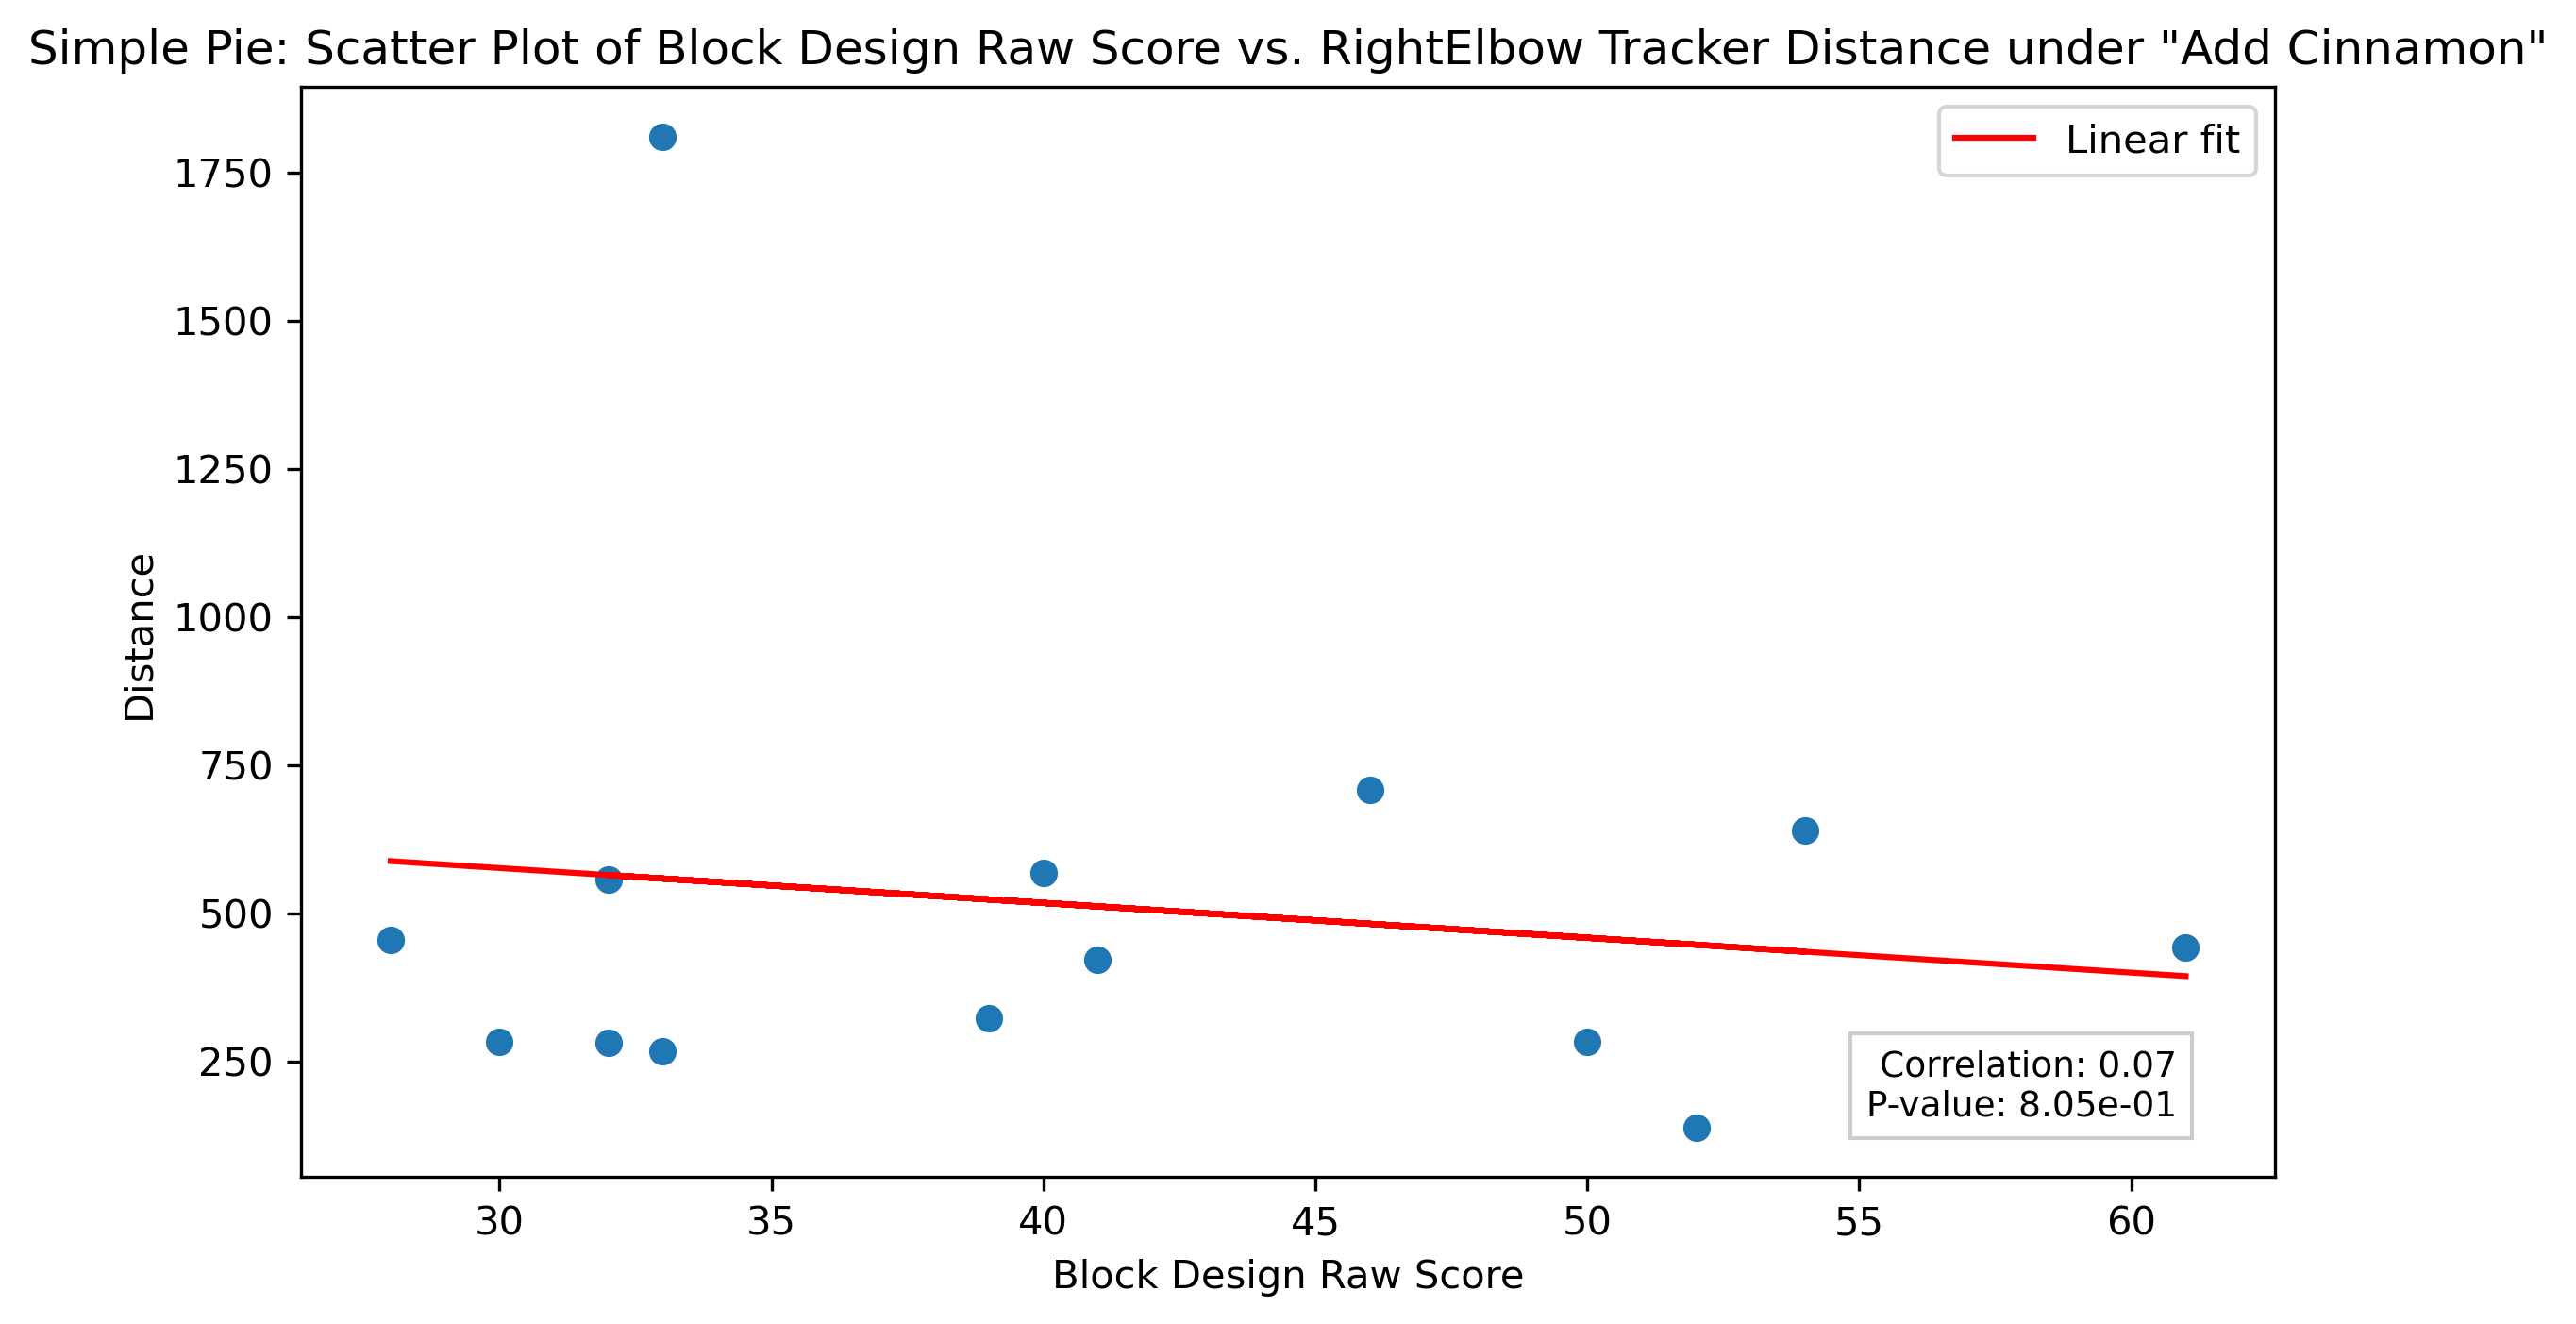 Simple Pie: Scatter Plot of Block Design Raw Score vs. RightElbow Tracker Distance under "Add Cinnamon"
Linear fit
1750
1500
1250
1000
750
500
250
Distance
Correlation: 0.07
P-value: 8.05e-01
30 35 40 45 50 55 60
Block Design Raw Score